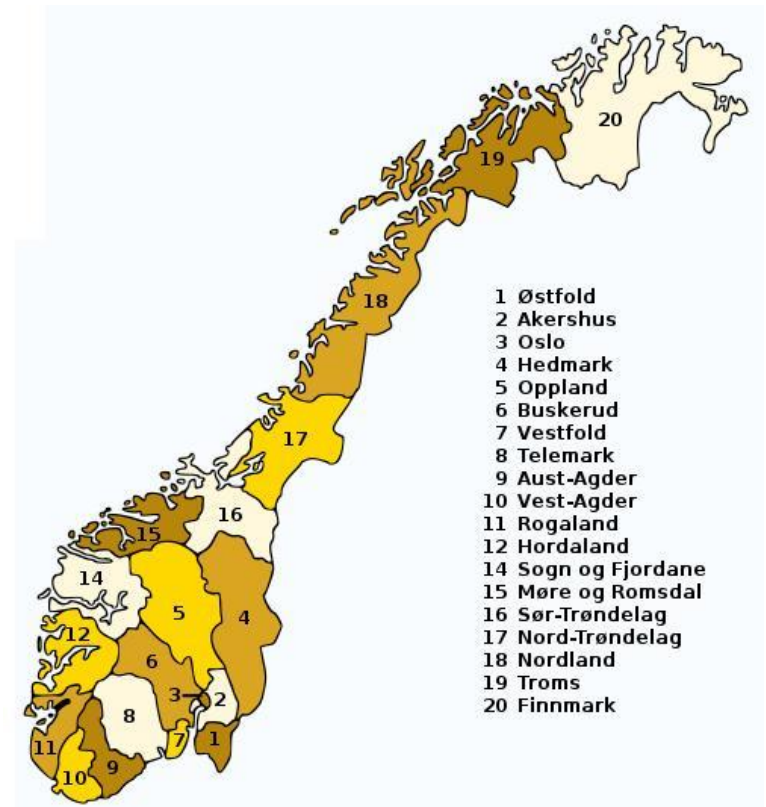 20
19
18
17
16
15
14
5
4
12
6
3
2
8
7
1
11
10
9
1 Østfold
2 Akershus
3 Oslo
4 Hedmark
5 Oppland
6 Buskerud
7 Vestfold
8 Telemark
9 Aust-Agder
10 Vest-Agder
11 Rogaland
12 Hordaland
14 Sogn og Fjordane
15 Møre og Romsdal
16 Sør-Trøndelag
17 Nord-Trøndelag
18 Nordland
19 Troms
20 Finnmark